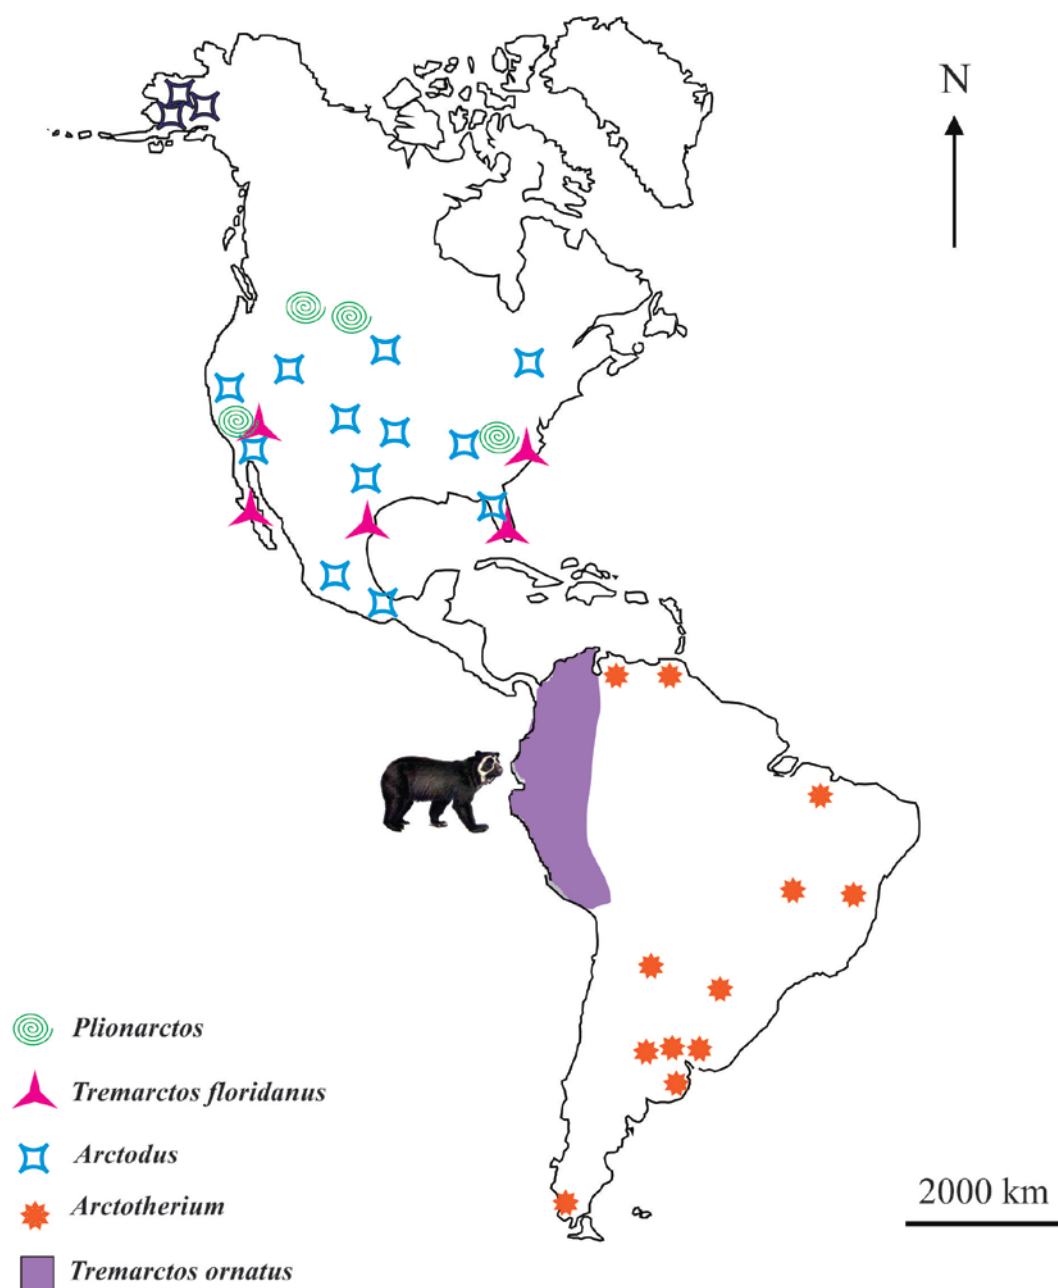 N
Plionarctos
Tremarctos floridanus
Arctodus
Arctotherium
2000 km
Tremarctos ornatus